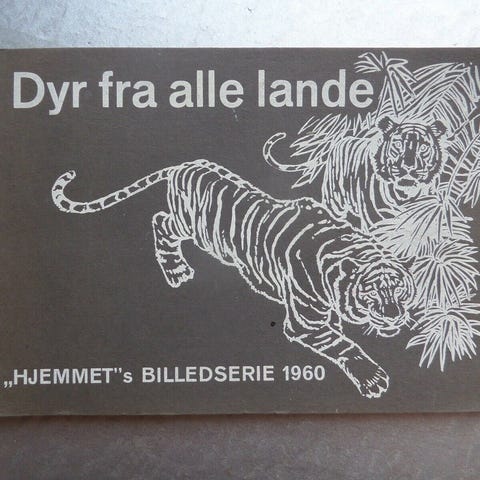 Dyr fra alle lande
„HJEMMET"s BILLEDSERIE 1960